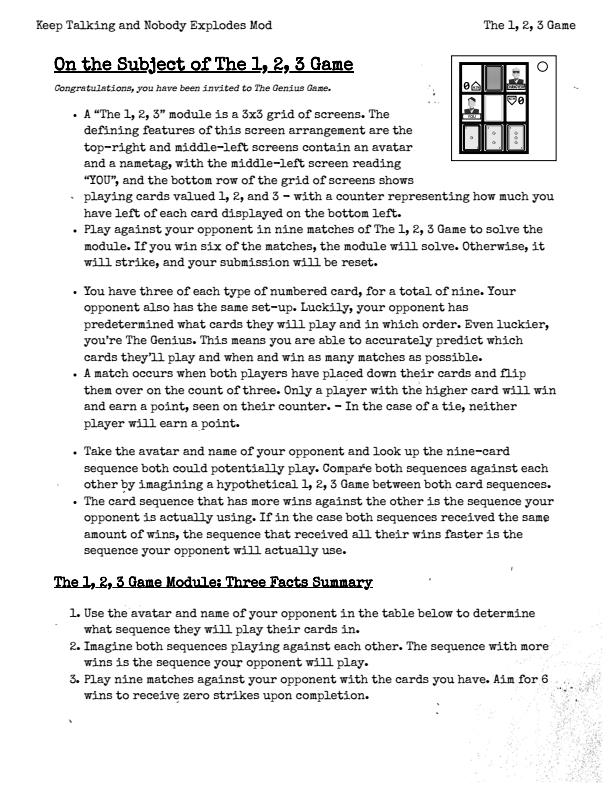 Keep Talking and Nobody Explodes Mod
The 1, 2, 3 Game
On the Subject of The 1, 2, 3 Game
Congratulations, you have been invited to The Genius Game.
• A “The 1, 2, 3” module is a 3x3 grid of screens. The
defining features of this screen arrangement are the
top-right and middle-left screens contain an avatar
and a nametag, with the middle-left screen reading
“YOU”, and the bottom row of the grid of screens shows
playing cards valued 1, 2, and 3 – with a counter representing how much you
have left of each card displayed on the bottom left.
• Play against your opponent in nine matches of The 1, 2, 3 Game to solve the
module. If you win six of the matches, the module will solve. Otherwise, it
will strike, and your submission will be reset.
• You have three of each type of numbered card, for a total of nine. Your
opponent also has the same set-up. Luckily, your opponent has
predetermined what cards they will play and in which order. Even luckier,
you’re The Genius. This means you are able to accurately predict which
cards they’ll play and when and win as many matches as possible.
• A match occurs when both players have placed down their cards and flip
them over on the count of three. Only a player with the higher card will win
and earn a point, seen on their counter. – In the case of a tie, neither
player will earn a point.
• Take the avatar and name of your opponent and look up the nine-card
sequence both could potentially play. Compare both sequences against each
other by imagining a hypothetical 1, 2, 3 Game between both card sequences.
• The card sequence that has more wins against the other is the sequence your
opponent is actually using. If in the case both sequences received the same
amount of wins, the sequence that received all their wins faster is the
sequence your opponent will actually use.
The 1, 2, 3 Game Module: Three Facts Summary
1. Use the avatar and name of your opponent in the table below to determine
what sequence they will play their cards in.
2. Imagine both sequences playing against each other. The sequence with more
wins is the sequence your opponent will play.
3. Play nine matches against your opponent with the cards you have. Aim for 6
wins to receive zero strikes upon completion.